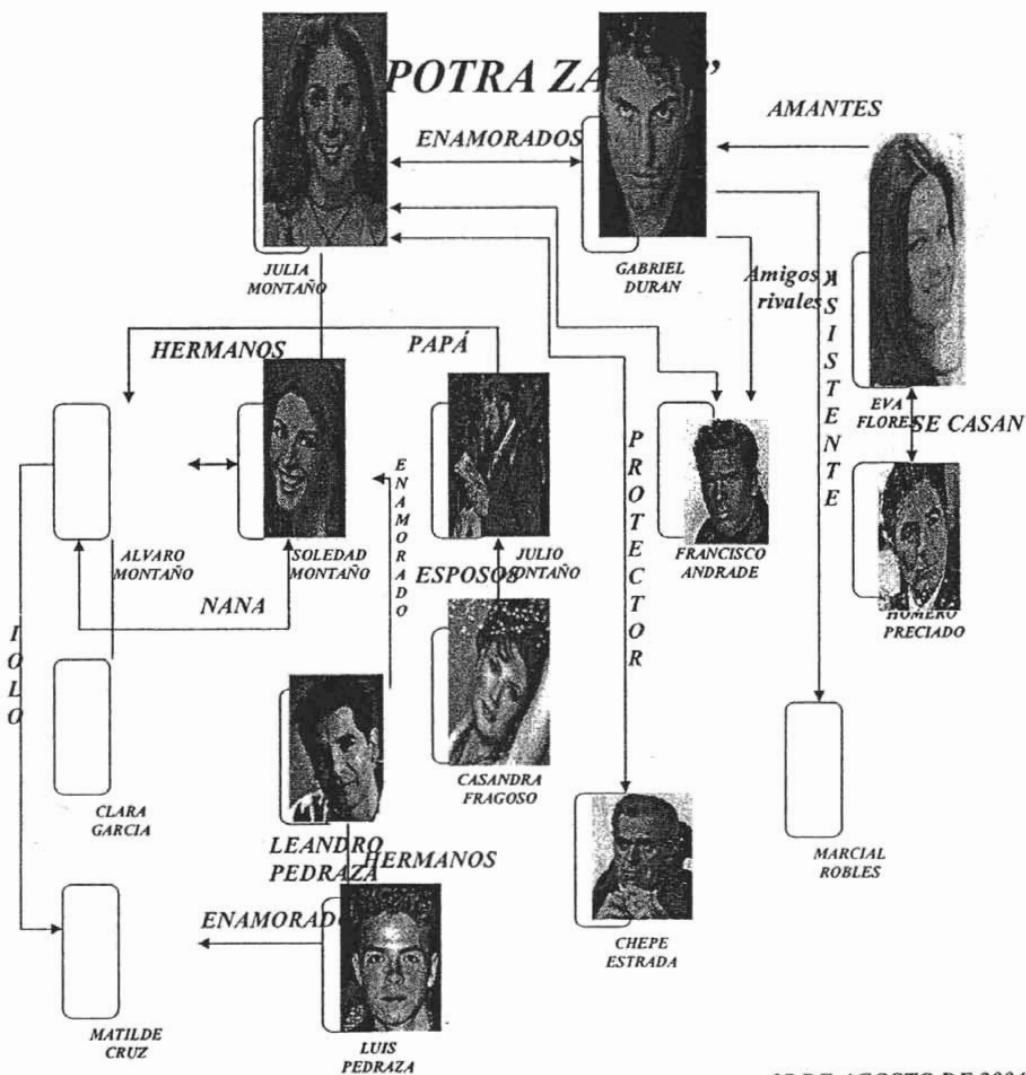 POTRA ZA ”
AMANTES
ENAMORADOS
JULIA
MONTAÑO
GABRIEL
DURAN
Amigos y
rivales
ASISTENTE
HERMANOS
PAPÁ
EVA
FLORES
SE CASAN
ENAMORADO
PROTECTOR
ALVARO
MONTAÑO
SOLEDAD
MONTAÑO
JULIO
MONTAÑO
FRANCISCO
ANDRADE
ESPOSOS
NANA
HOMERO
PRECIADO
IOLO
CASANDRA
FRAGOSO
CLARA
GARCIA
LEANDRO
PEDRAZA
HERMANOS
MARCIAL
ROBLES
ENAMORADO
CHEPE
ESTRADA
MATILDE
CRUZ
LUIS
PEDRAZA
DE AGOSTO DE